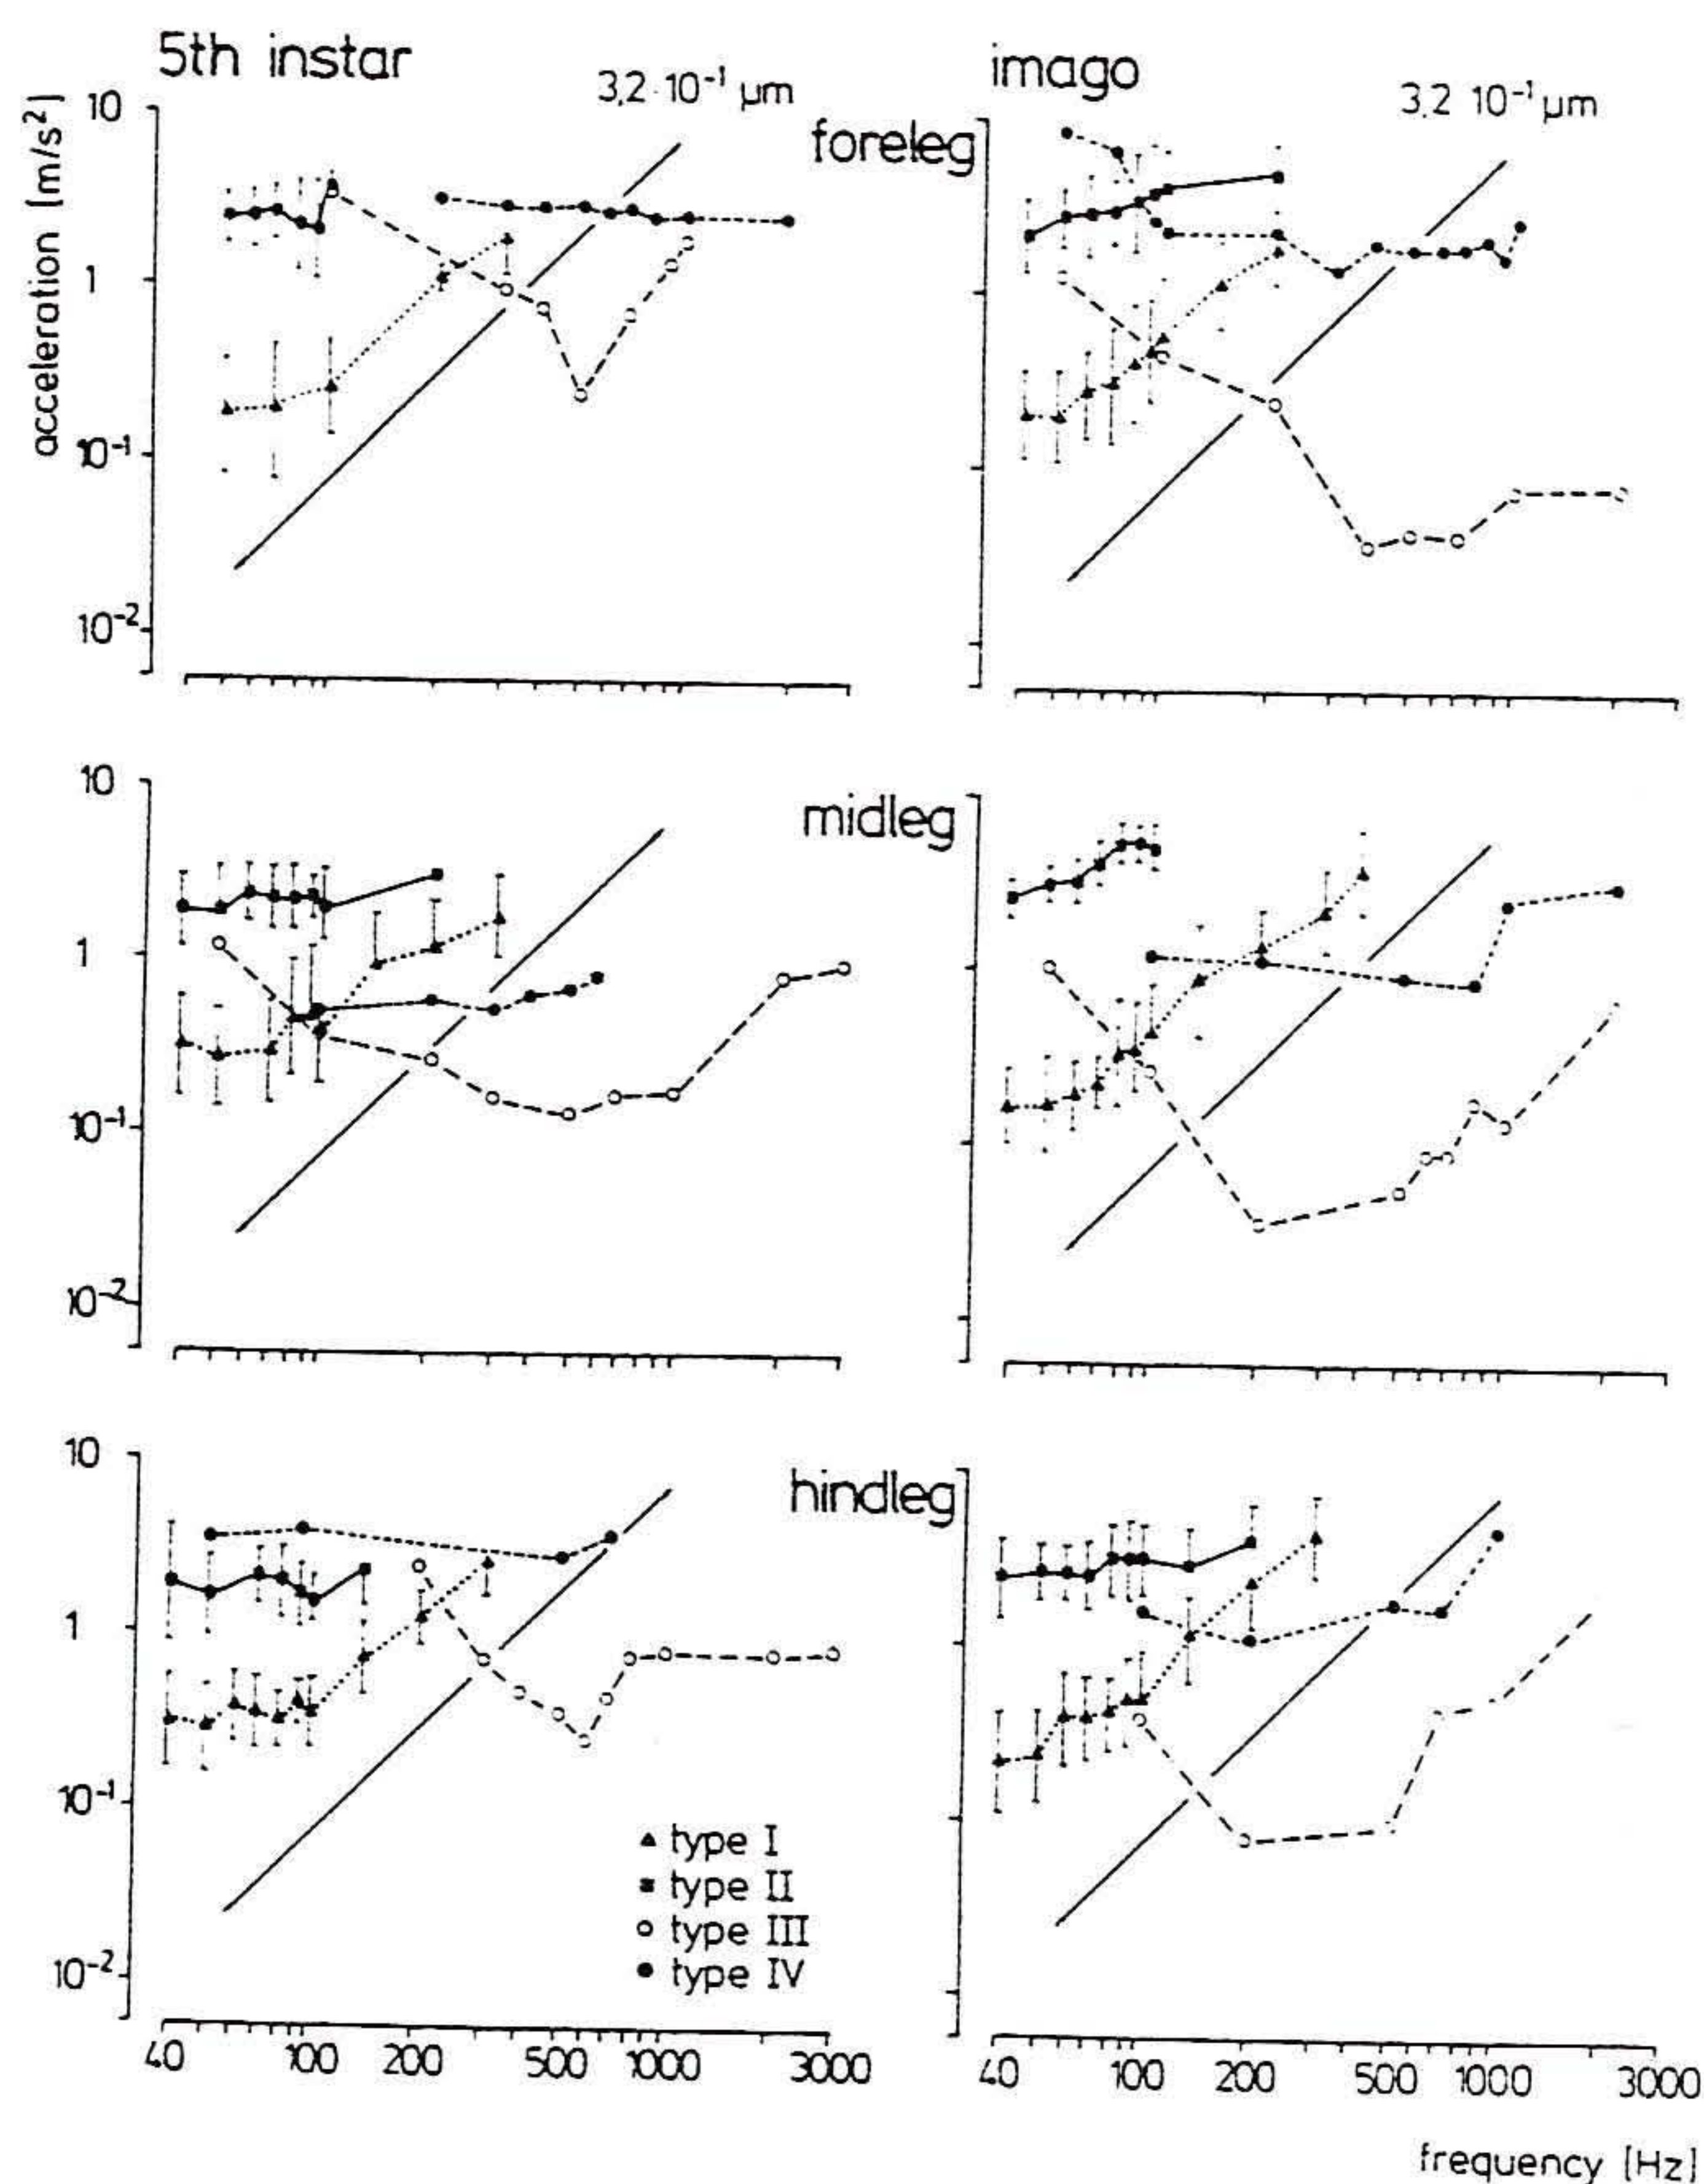 5th instar
imago
3.2·10⁻¹ µm
3.2 10⁻¹ µm
acceleration [m/s²]
10
1
10⁻¹
10⁻²
foreleg
10
1
10⁻¹
10⁻²
midleg
10
1
10⁻¹
10⁻²
hindleg
▲ type I
■ type II
○ type III
● type IV
40 100 200 500 1000 3000
40 100 200 500 1000 3000
frequency [Hz]